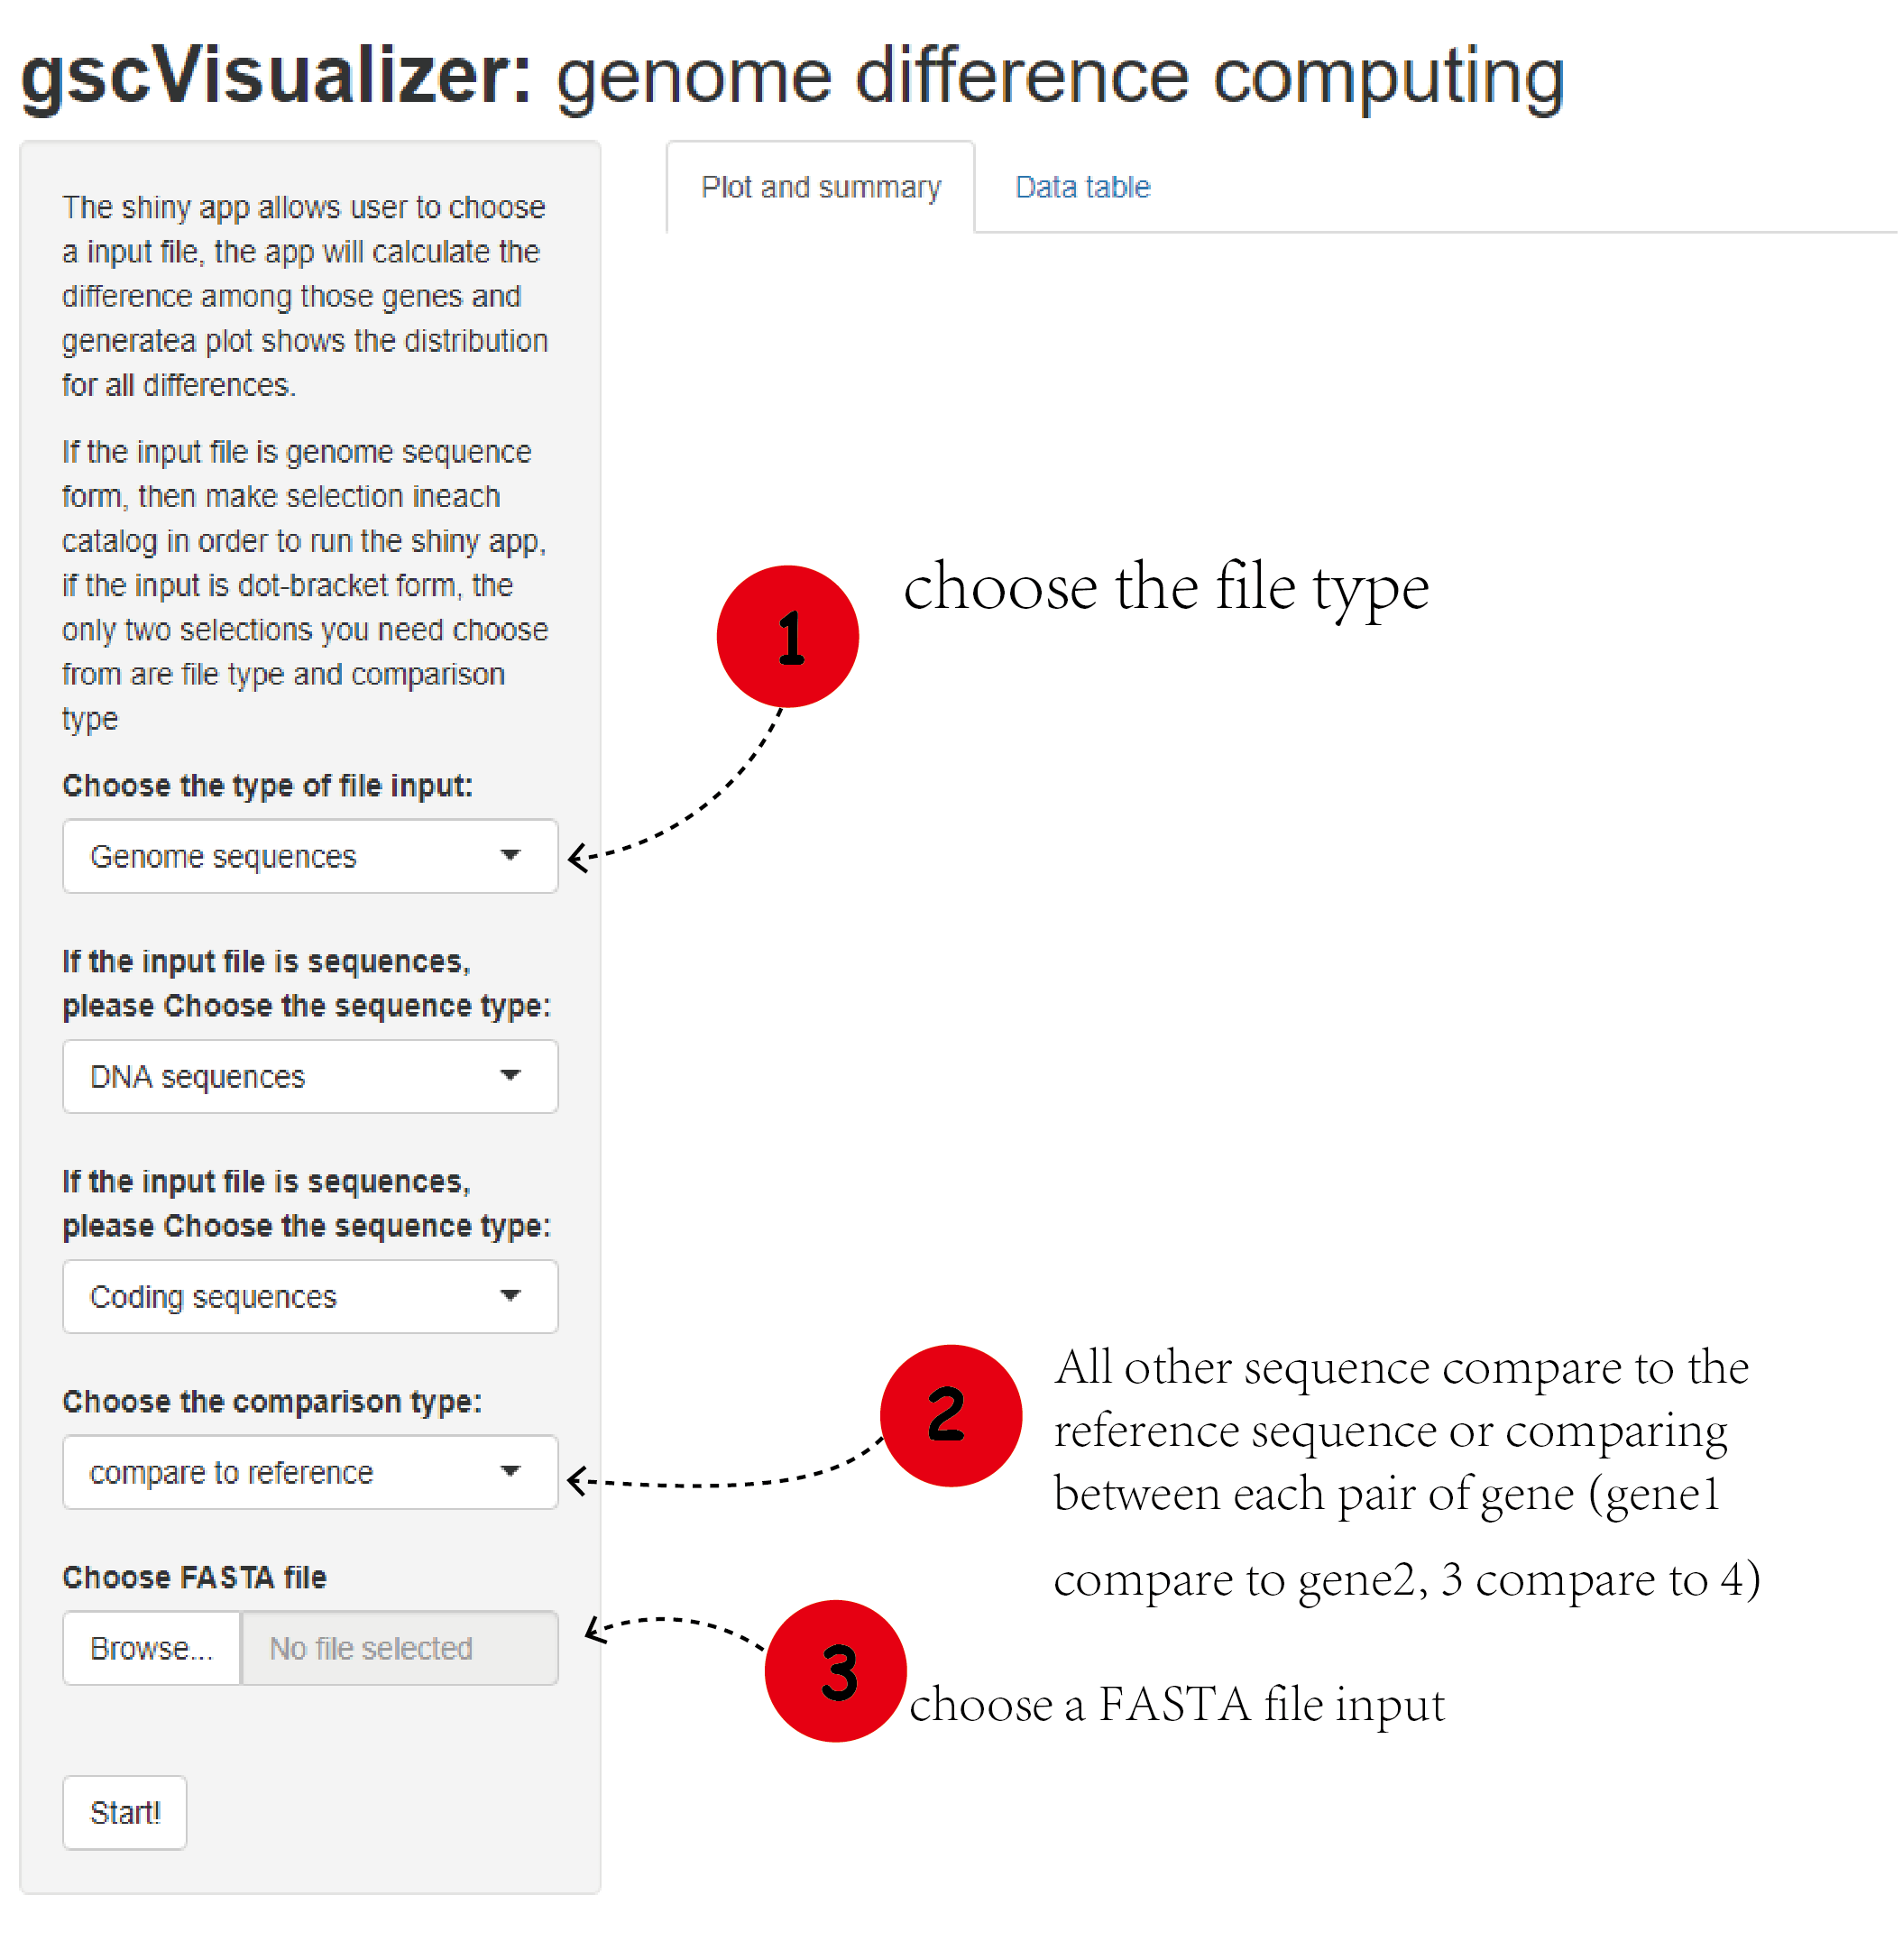 gscVisualizer: genome difference computing
The shiny app allows user to choose
a input file, the app will calculate the
difference among those genes and
generatea plot shows the distribution
for all differences.
If the input file is genome sequence
form, then make selection ineach
catalog in order to run the shiny app,
if the input is dot-bracket form, the
only two selections you need choose
from are file type and comparison
type
Choose the type of file input:
Genome sequences
If the input file is sequences,
please Choose the sequence type:
DNA sequences
If the input file is sequences,
please Choose the sequence type:
Coding sequences
Choose the comparison type:
compare to reference
Choose FASTA file
Browse... No file selected
Start!
Plot and summary Data table
1 choose the file type
2
All other sequence compare to the
reference sequence or comparing
between each pair of gene (gene1
compare to gene2, 3 compare to 4)
3
choose a FASTA file input